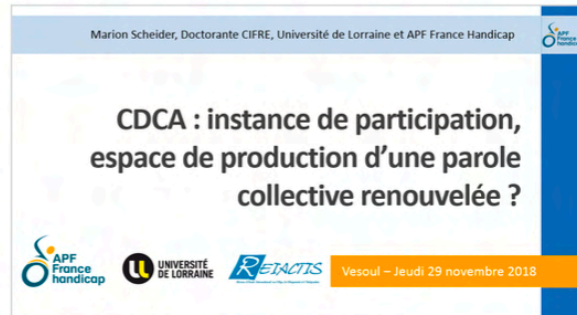 Marion Scheider, Doctorante CIFRE, Université de Lorraine et APF France Handicap
APF
France
handicap
CDCA : instance de participation,
espace de production d'une parole
collective renouvelée ?
APF
France
handicap
UNIVERSITÉ
DE LORRAINE
REIACTIS
Vesoul – Jeudi 29 novembre 2018